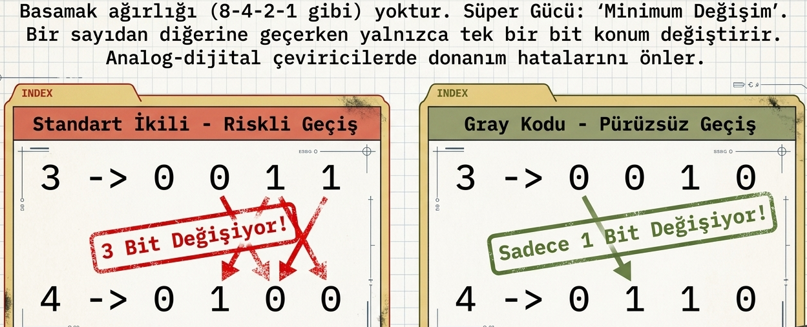 Basamak ağırlığı (8-4-2-1 gibi) yoktur. Süper Gücü: ‘Minimum Değişim’.
Bir sayıdan diğerine geçerken yalnızca tek bir bit konum değiştirir.
Analog-dijital çeviricilerde donanım hatalarını önler.
INDEX
Standart İkili - Riskli Geçiş
3 -> 0 0 1 1
3 Bit Değişiyor!
4 -> 0 1 0 0
INDEX
Gray Kodu - Pürüzsüz Geçiş
3 -> 0 0 1 0
Sadece 1 Bit Değişiyor!
4 -> 0 1 1 0